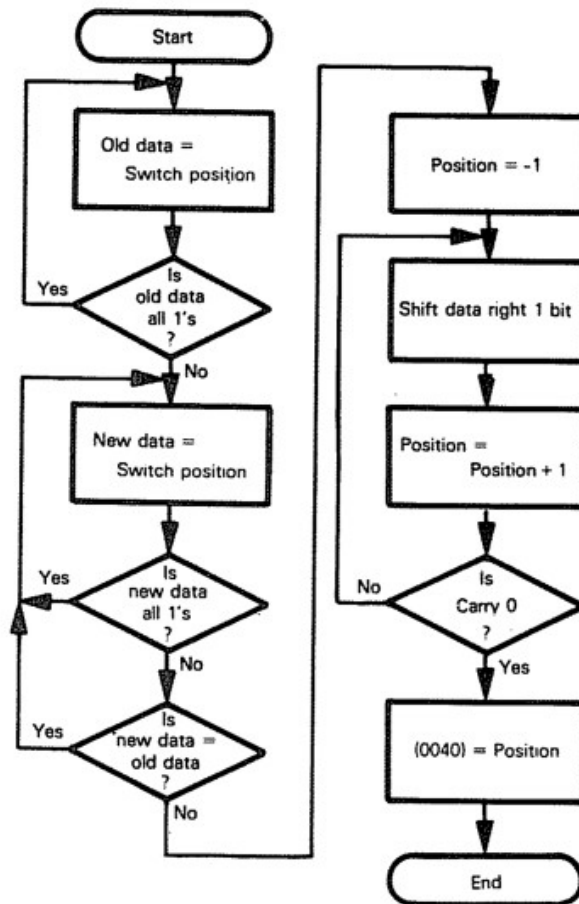 Start
Old data =
Switch position
Is
old data
all 1's
?
Yes
No
New data =
Switch position
Is
new data
all 1's
?
Yes
No
Is
new data =
old data
?
Yes
No
Position = -1
Shift data right 1 bit
Position =
Position + 1
Is
Carry 0
?
No
Yes
(0040) = Position
End